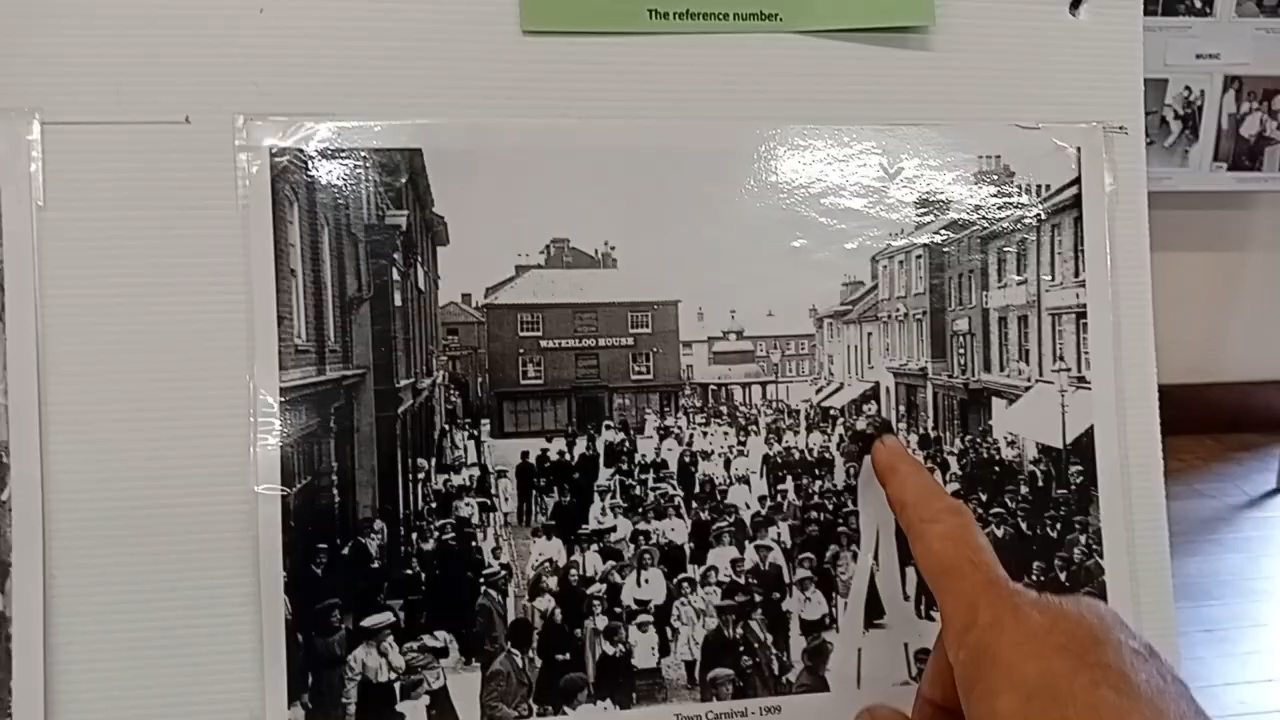 The reference number.
MUSIC
WATERLOO HOUSE
Town Carnival - 1909